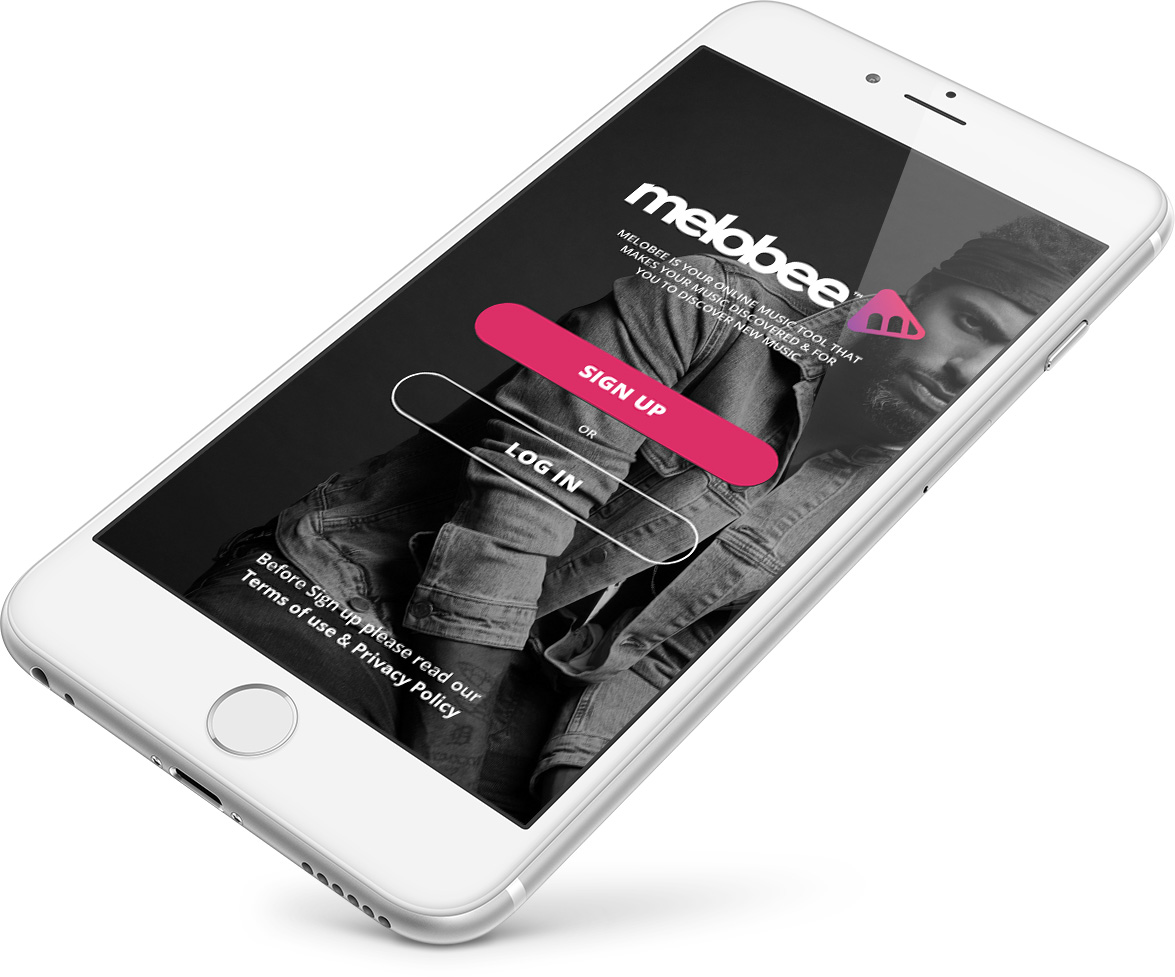 melobee™
MELOBEE IS YOUR ONLINE MUSIC TOOL THAT
MAKES YOUR MUSIC DISCOVERED & FOR
YOU TO DISCOVER NEW MUSIC
SIGN UP
OR
LOG IN
Before Sign up please read our
Terms of use & Privacy Policy